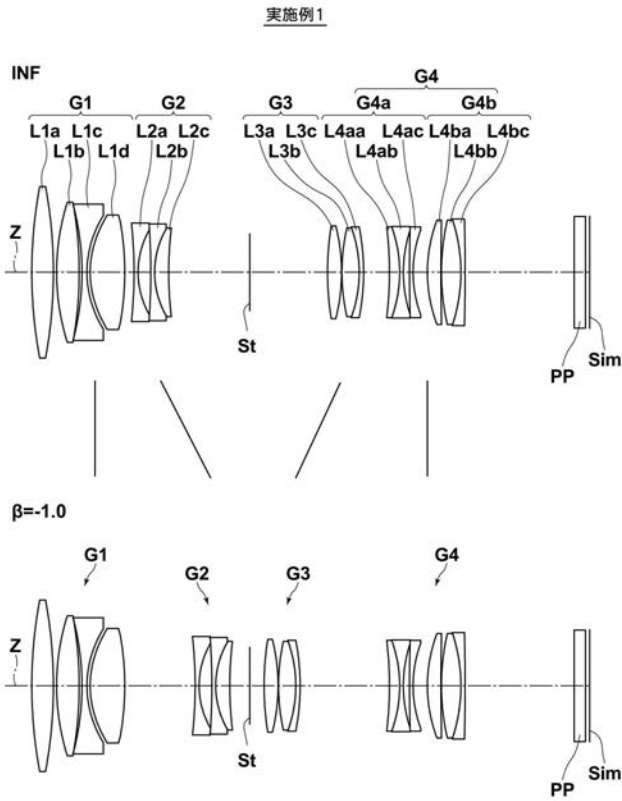 実施例1
INF
G4
G1 G2 G3 G4a G4b
L1a L1c L2a L2c L3a L3c L4aa L4ac L4ba L4bc
L1b L1d L2b L3b L4ab L4bb
Z
St
PP
Sim
β=-1.0
G1
G2
G3
G4
Z
St
PP
Sim